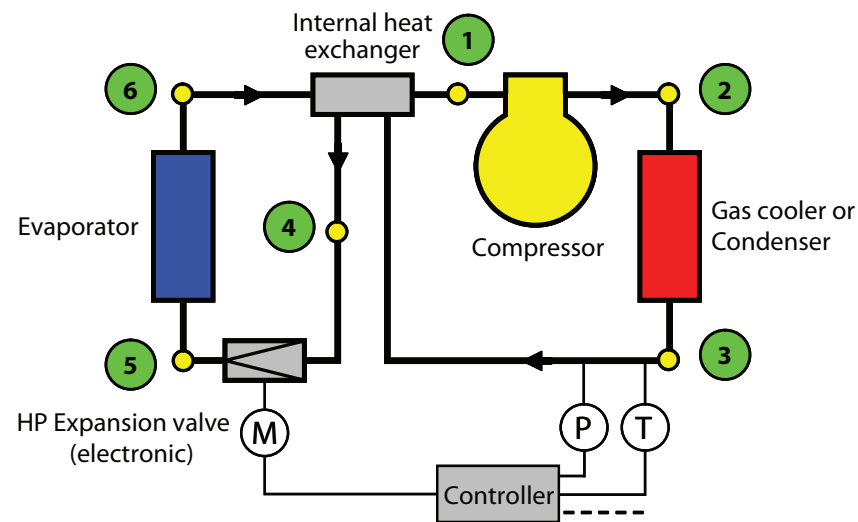 Internal heat
exchanger
1
6
2
Evaporator
4
Compressor
Gas cooler or
Condenser
5
3
HP Expansion valve
(electronic)
M
P
T
Controller